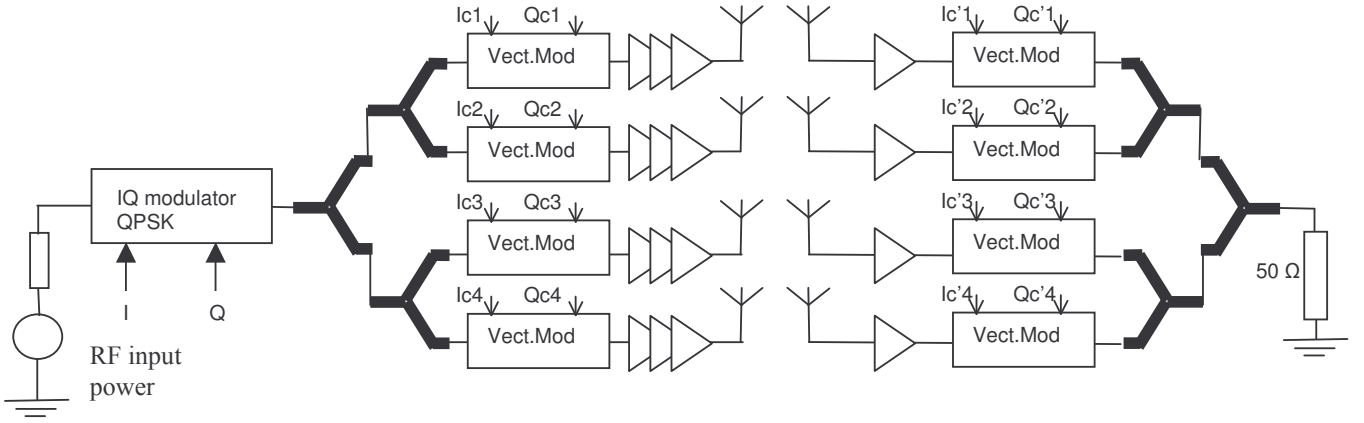 Ic1 Qc1 Ic'1 Qc'1
Vect.Mod Vect.Mod
Ic2 Qc2 Ic'2 Qc'2
Vect.Mod Vect.Mod
IQ modulator
QPSK
Ic3 Qc3 Ic'3 Qc'3
Vect.Mod Vect.Mod
50 Ω
Ic4 Qc4 Ic'4 Qc'4
I Q
Vect.Mod Vect.Mod
RF input
power